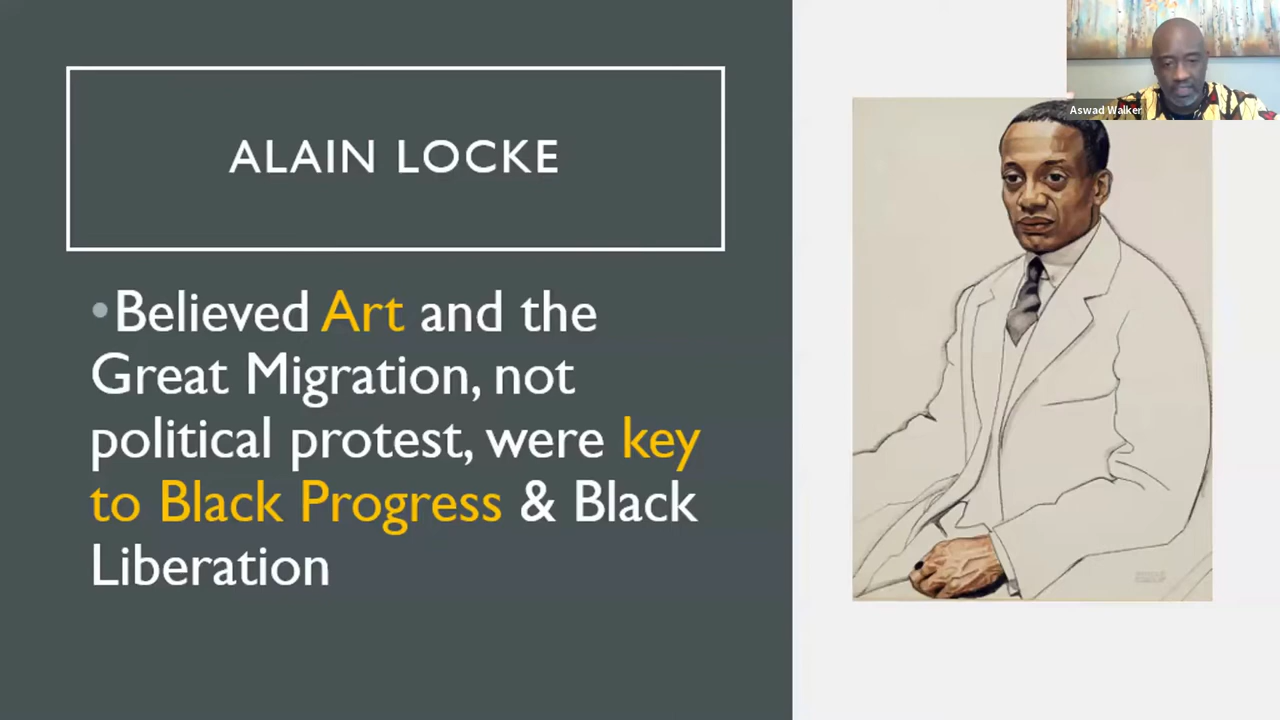 ALAIN LOCKE
•Believed Art and the
Great Migration, not
political protest, were key
to Black Progress & Black
Liberation
Aswad Walker